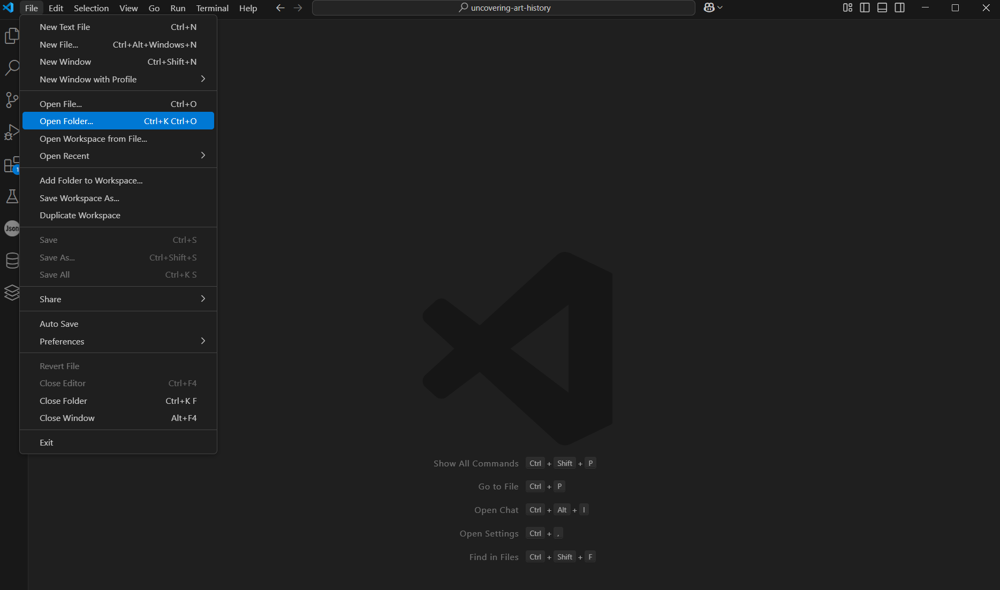 File Edit Selection View Go Run Terminal Help uncovering-art-history
New Text File Ctrl+N
New File... Ctrl+Alt+Windows+N
New Window Ctrl+Shift+N
New Window with Profile
Open File... Ctrl+O
Open Folder... Ctrl+K Ctrl+O
Open Workspace from File...
Open Recent
1
Add Folder to Workspace...
Save Workspace As...
Duplicate Workspace
Json
Save Ctrl+S
Save As... Ctrl+Shift+S
Save All Ctrl+K S
Share
Auto Save
Preferences
Revert File
Close Editor Ctrl+F4
Close Folder Ctrl+K F
Close Window Alt+F4
Exit
Show All Commands Ctrl + Shift + P
Go to File Ctrl + P
Open Chat Ctrl + Alt + I
Open Settings Ctrl + ,
Find in Files Ctrl + Shift + F